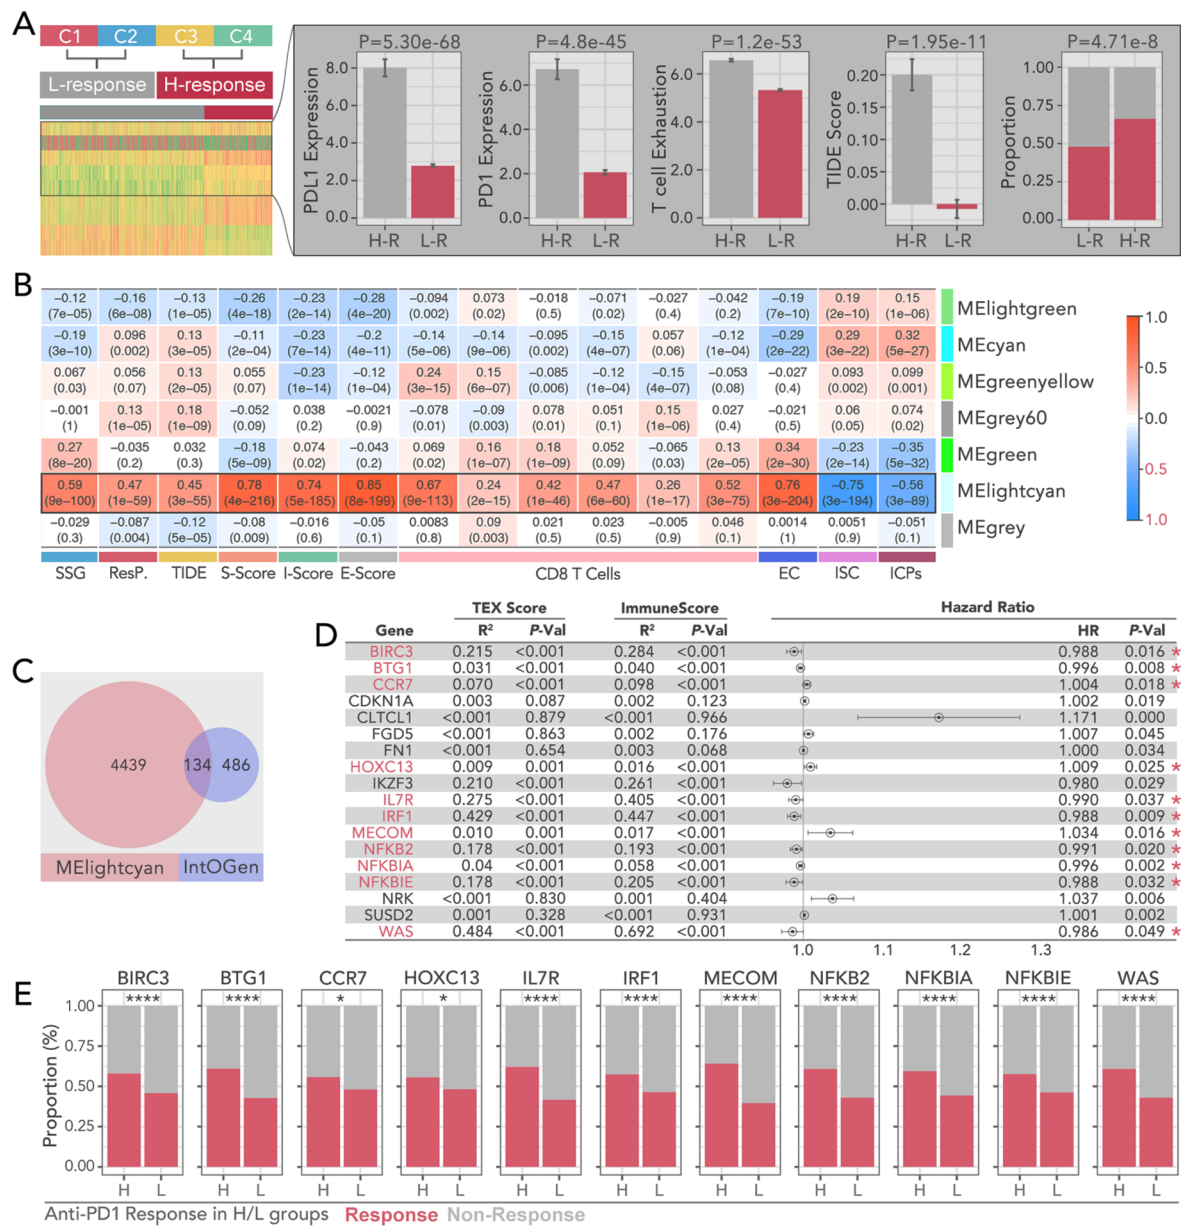 A
C1 C2 C3 C4
L-response H-response
P=5.30e-68 P=4.8e-45 P=1.2e-53 P=1.95e-11 P=4.71e-8
PDL1 Expression
8.0
6.0
4.0
2.0
0.0
H-R L-R
PD1 Expression
6.0
4.0
2.0
0.0
H-R L-R
T cell Exhaustion
6.0
4.0
2.0
0.0
H-R L-R
TIDE Score
0.20
0.15
0.10
0.05
0.00
H-R L-R
Proportion
1.00
0.75
0.50
0.25
0.00
L-R H-R
B
−0.12 −0.16 −0.13 −0.26 −0.23 −0.28 −0.094 0.073 −0.018 −0.071 −0.027 −0.042 −0.19 0.19 0.15
(7e-05) (6e-08) (1e-05) (4e-18) (2e-14) (4e-20) (0.002) (0.02) (0.5) (0.02) (0.4) (0.2) (7e-10) (2e-10) (1e-06)
MElightgreen
−0.19 0.096 0.13 −0.11 −0.23 −0.2 −0.14 −0.14 −0.095 −0.15 0.057 −0.12 −0.29 0.29 0.32
(3e-10) (0.002) (3e-05) (2e-04) (7e-14) (4e-11) (5e-06) (9e-06) (0.002) (4e-07) (0.06) (1e-04) (2e-22) (3e-22) (5e-27)
MEcyan
0.067 0.056 0.13 0.055 −0.23 −0.12 0.24 0.15 −0.085 −0.12 −0.15 −0.053 −0.027 0.093 0.099
(0.03) (0.07) (2e-05) (0.07) (1e-14) (1e-04) (3e-15) (6e-07) (0.006) (1e-04) (4e-07) (0.08) (0.4) (0.002) (0.001)
MEgreenyellow
−0.001 0.13 0.18 −0.052 0.038 −0.0021 −0.078 −0.09 0.078 0.051 0.15 0.027 −0.021 0.06 0.074
(1) (1e-05) (1e-09) (0.09) (0.2) (0.9) (0.01) (0.003) (0.01) (0.1) (1e-06) (0.4) (0.5) (0.05) (0.02)
MEgrey60
0.27 −0.035 0.032 −0.18 0.074 −0.043 0.069 0.16 0.18 0.052 −0.065 0.13 0.34 −0.23 −0.35
(8e-20) (0.2) (0.3) (5e-09) (0.02) (0.2) (0.02) (1e-07) (1e-09) (0.09) (0.03) (2e-05) (2e-30) (2e-14) (5e-32)
MEgreen
0.59 0.47 0.45 0.78 0.74 0.85 0.67 0.24 0.42 0.47 0.26 0.52 0.76 −0.75 −0.56
(9e-100) (1e-59) (3e-55) (4e-216) (5e-185) (8e-199) (9e-113) (2e-15) (1e-46) (6e-60) (1e-17) (3e-75) (3e-204) (3e-194) (3e-89)
MElightcyan
−0.029 −0.087 −0.12 −0.08 −0.016 −0.05 0.0083 0.09 0.021 0.023 −0.005 0.046 0.0014 0.0051 −0.051
(0.3) (0.004) (5e-05) (0.009) (0.6) (0.1) (0.8) (0.003) (0.5) (0.5) (0.9) (0.1) (1) (0.9) (0.1)
MEgrey
SSG ResP. TIDE S-Score I-Score E-Score CD8 T Cells EC ISC ICPs
1.0
0.5
0.0
0.5
1.0
C
4439 134 486
MElightcyan IntOGen
D
TEX Score ImmuneScore Hazard Ratio
Gene R² P-Val R² P-Val HR P-Val
BIRC3 0.215 <0.001 0.284 <0.001 0.988 0.016 *
BTG1 0.031 <0.001 0.040 <0.001 0.996 0.008 *
CCR7 0.070 <0.001 0.098 <0.001 1.004 0.018 *
CDKN1A 0.003 0.087 0.002 0.123 1.002 0.019
CLTCL1 <0.001 0.879 <0.001 0.966 1.171 0.000
FGD5 <0.001 0.863 0.002 0.176 1.007 0.045
FN1 <0.001 0.654 0.003 0.068 1.000 0.034
HOXC13 0.009 0.001 0.016 <0.001 1.009 0.025 *
IKZF3 0.210 <0.001 0.261 <0.001 0.980 0.029
IL7R 0.275 <0.001 0.405 <0.001 0.990 0.037 *
IRF1 0.429 <0.001 0.447 <0.001 0.988 0.009 *
MECOM 0.010 0.001 0.017 <0.001 1.034 0.016 *
NFKB2 0.178 <0.001 0.193 <0.001 0.991 0.020 *
NFKBIA 0.04 <0.001 0.058 <0.001 0.996 0.002 *
NFKBIE 0.178 <0.001 0.205 <0.001 0.988 0.032 *
NRK <0.001 0.830 0.001 0.404 1.037 0.006
SUSD2 0.001 0.328 <0.001 0.931 1.001 0.002
WAS 0.484 <0.001 0.692 <0.001 0.986 0.049 *
1.0 1.1 1.2 1.3
E
BIRC3 BTG1 CCR7 HOXC13 IL7R IRF1 MECOM NFKB2 NFKBIA NFKBIE WAS
**** **** * * **** **** **** **** **** **** ****
Proportion (%)
1.00
0.75
0.50
0.25
0.00
H L H L H L H L H L H L H L H L H L H L H L
Anti-PD1 Response in H/L groups Response Non-Response